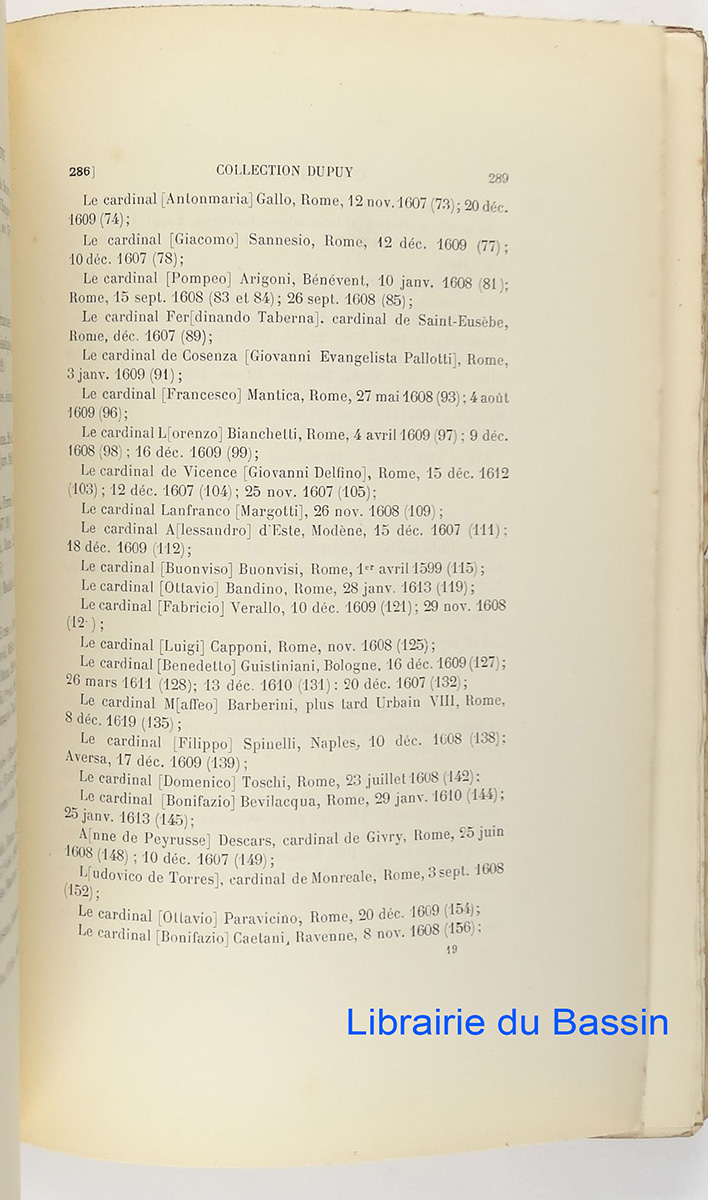 286] COLLECTION DUPUY 289
Le cardinal [Antonmaria] Gallo, Rome, 12 nov. 1607 (73); 20 déc.
1609 (74);
Le cardinal [Giacomo] Sannesio, Rome, 12 déc. 1609 (77);
10 déc. 1607 (78);
Le cardinal [Pompeo] Arigoni, Bénévent, 10 janv. 1608 (81);
Rome, 15 sept. 1608 (83 et 84); 26 sept. 1608 (85);
Le cardinal Fer[dinando Taberna], cardinal de Saint-Eusèbe,
Rome, déc. 1607 (89);
Le cardinal de Cosenza [Giovanni Evangelista Pallotti], Rome,
3 janv. 1609 (91);
Le cardinal [Francesco] Mantica, Rome, 27 mai 1608 (93); 4 août
1609 (96);
Le cardinal L[orenzo] Bianchetti, Rome, 4 avril 1609 (97); 9 déc.
1608 (98); 16 déc. 1609 (99);
Le cardinal de Vicence [Giovanni Delfino], Rome, 15 déc. 1612
(103); 12 déc. 1607 (104); 25 nov. 1607 (105);
Le cardinal Lanfranco [Margotti], 26 nov. 1608 (109);
Le cardinal A[lessandro] d'Este, Modène, 15 déc. 1607 (111);
18 déc. 1609 (112);
Le cardinal [Buonviso] Buonvisi, Rome, 1er avril 1599 (115);
Le cardinal [Ottavio] Bandino, Rome, 28 janv. 1613 (119);
Le cardinal [Fabricio] Verallo, 10 déc. 1609 (121); 29 nov. 1608
(12 );
Le cardinal [Luigi] Capponi, Rome, nov. 1608 (125);
Le cardinal [Benedetto] Guistiniani, Bologne, 16 déc. 1609 (127);
26 mars 1611 (128); 13 déc. 1610 (131): 20 déc. 1607 (132);
Le cardinal M[affeo] Barberini, plus tard Urbain VIII, Rome,
8 déc. 1619 (135);
Le cardinal [Filippo] Spinelli, Naples, 10 déc. 1608 (138);
Aversa, 17 déc. 1609 (139);
Le cardinal [Domenico] Toschi, Rome, 23 juillet 1608 (142);
Le cardinal [Bonifazio] Bevilacqua, Rome, 29 janv. 1610 (144);
25 janv. 1613 (145);
A[nne de Peyrusse] Descars, cardinal de Givry, Rome, 25 juin
1608 (148); 10 déc. 1607 (149);
L[udovico de Torres], cardinal de Monreale, Rome, 3 sept. 1608
(152);
Le cardinal [Ottavio] Paravicino, Rome, 20 déc. 1609 (154);
Le cardinal [Bonifazio] Caetani, Ravenne, 8 nov. 1608 (156);
19
Librairie du Bassin